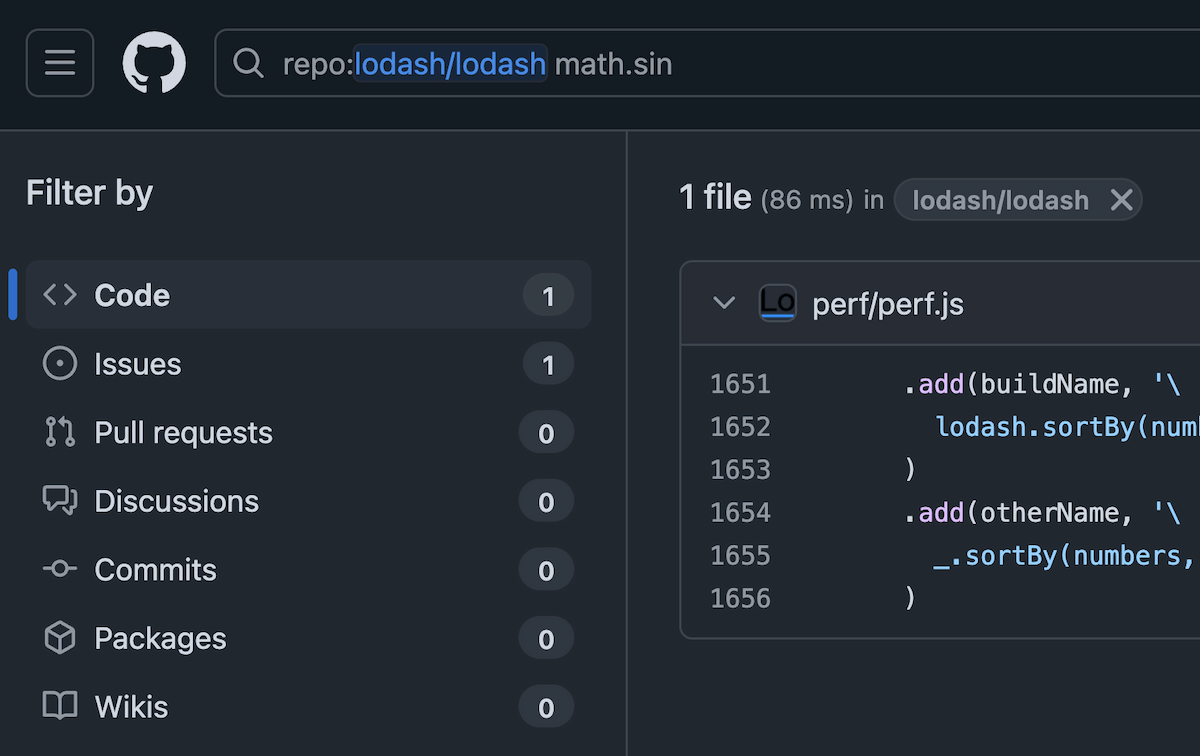 repo:lodash/lodash math.sin
Filter by
Code 1
Issues 1
Pull requests 0
Discussions 0
Commits 0
Packages 0
Wikis 0
1 file (86 ms) in lodash/lodash
Lo perf/perf.js
1651 .add(buildName, '\
1652 lodash.sortBy(num
1653 )
1654 .add(otherName, '\
1655 _.sortBy(numbers,
1656 )